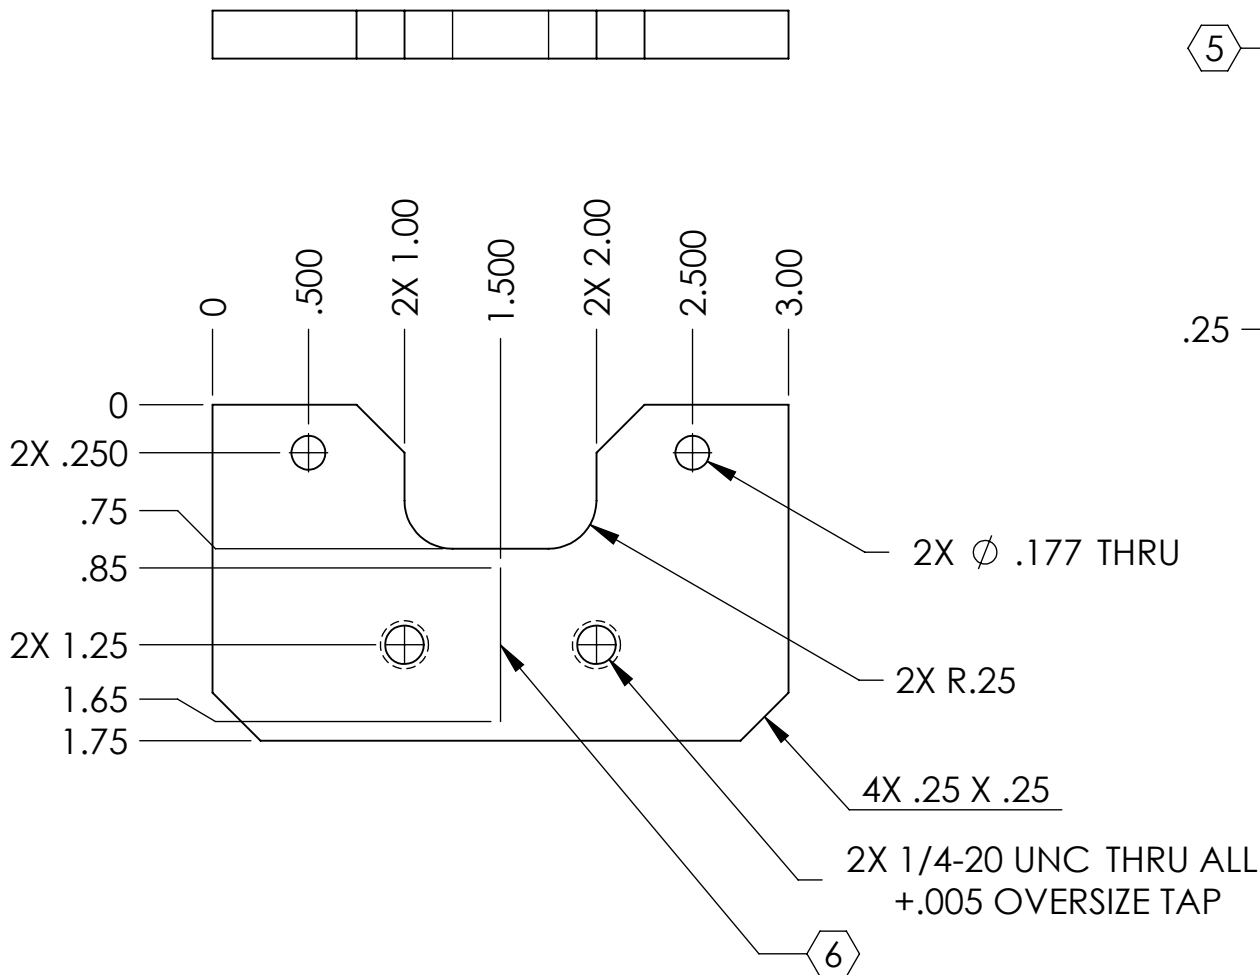 5
0
.500
2X 1.00
1.500
2X 2.00
2.500
3.00
.25
0
2X .250
.75
.85
2X 1.25
1.65
1.75
2X ∅ .177 THRU
2X R.25
4X .25 X .25
2X 1/4-20 UNC THRU ALL
+.005 OVERSIZE TAP
6